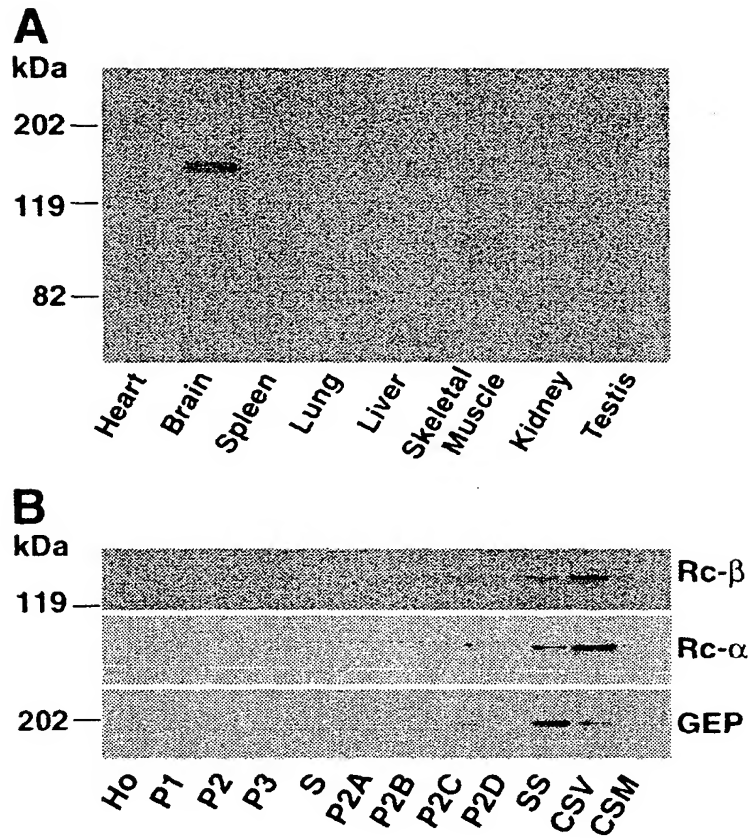 A
kDa
202
119
82
Heart
Brain
Spleen
Lung
Liver
Skeletal
Muscle
Kidney
Testis
B
kDa
Rc-β
119
Rc-α
202
GEP
Ho
P1
P2
P3
S
P2A
P2B
P2C
P2D
SS
CSV
CSM